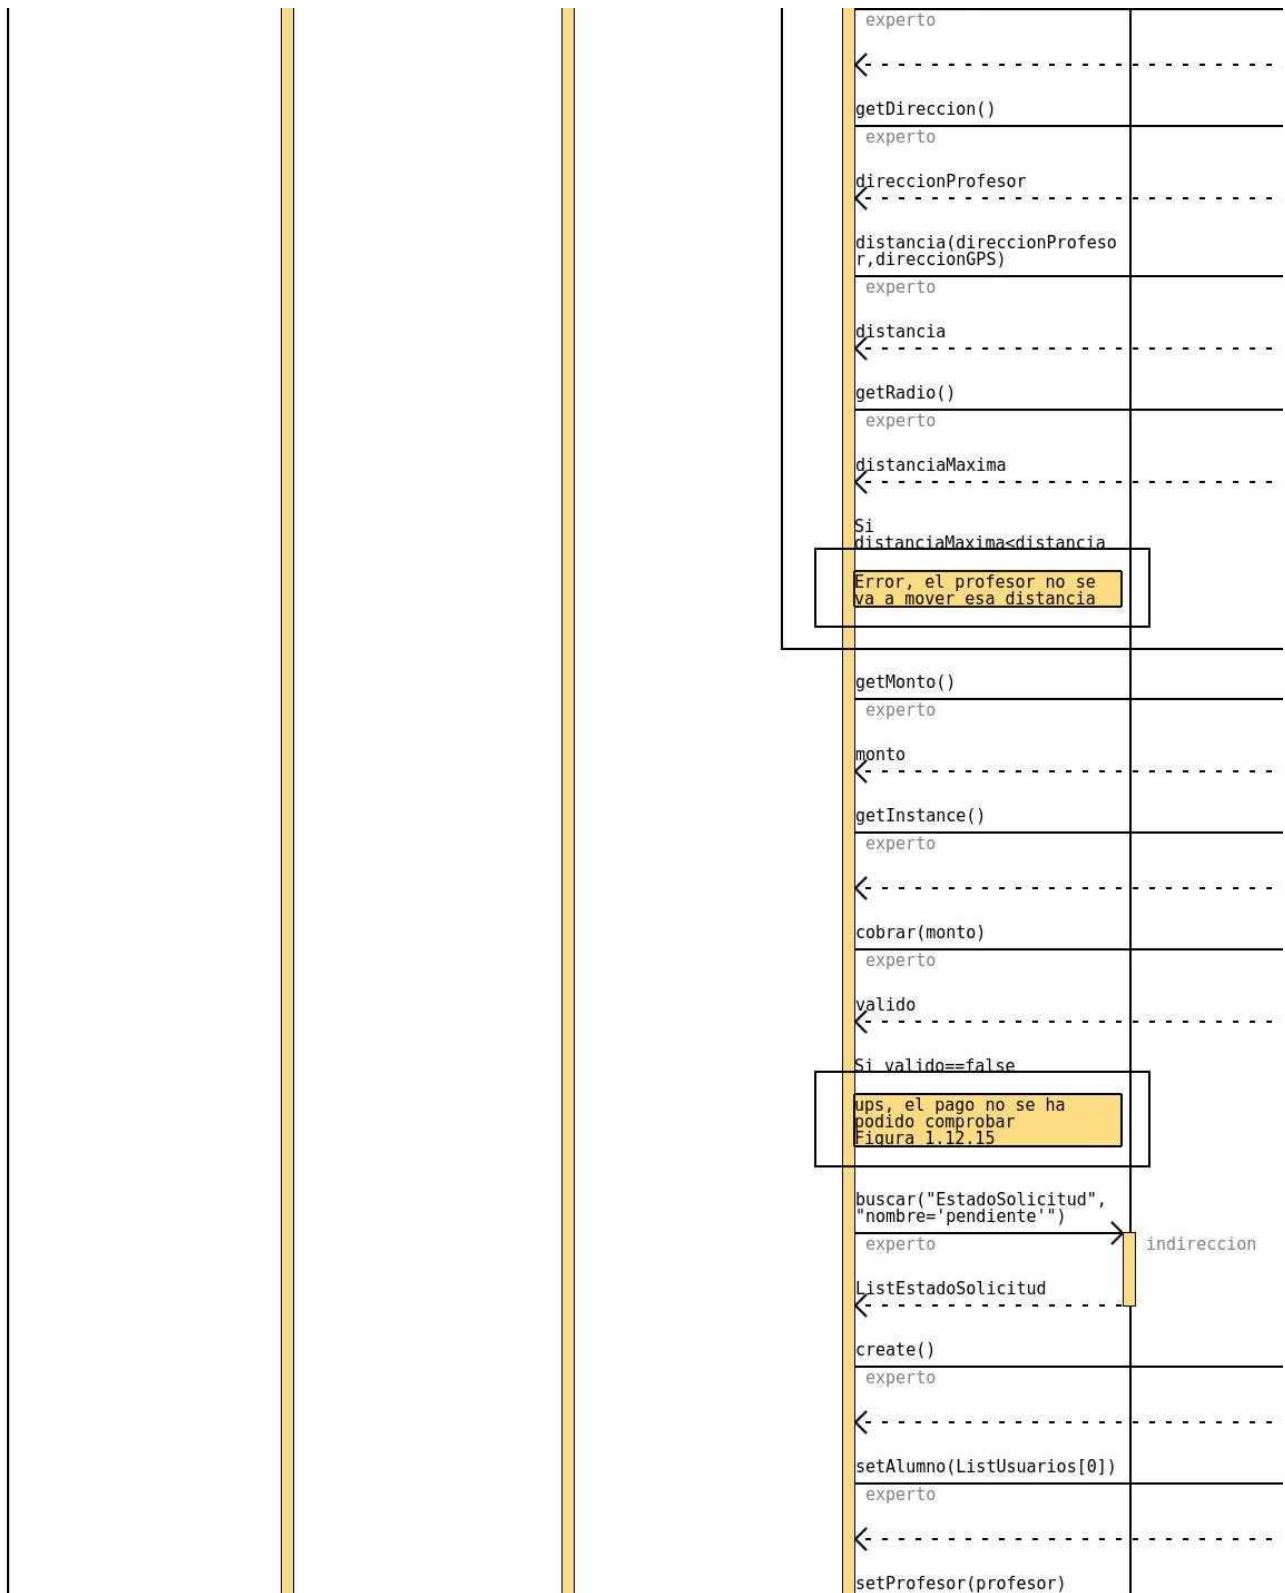 experto
getDireccion()
experto
direccionProfesor
distancia(direccionProfeso
r,direccionGPS)
experto
distancia
getRadio()
experto
distanciaMaxima
Si
distanciaMaxima<distancia
Error, el profesor no se
va a mover esa distancia
getMonto()
experto
monto
getInstance()
experto
cobrar(monto)
experto
valido
Si valido==false
ups, el pago no se ha
podido comprobar
Figura 1.12.15
buscar("EstadoSolicitud",
"nombre='pendiente'")
experto indireccion
ListEstadoSolicitud
create()
experto
setAlumno(ListUsuarios[0])
experto
setProfesor(profesor)